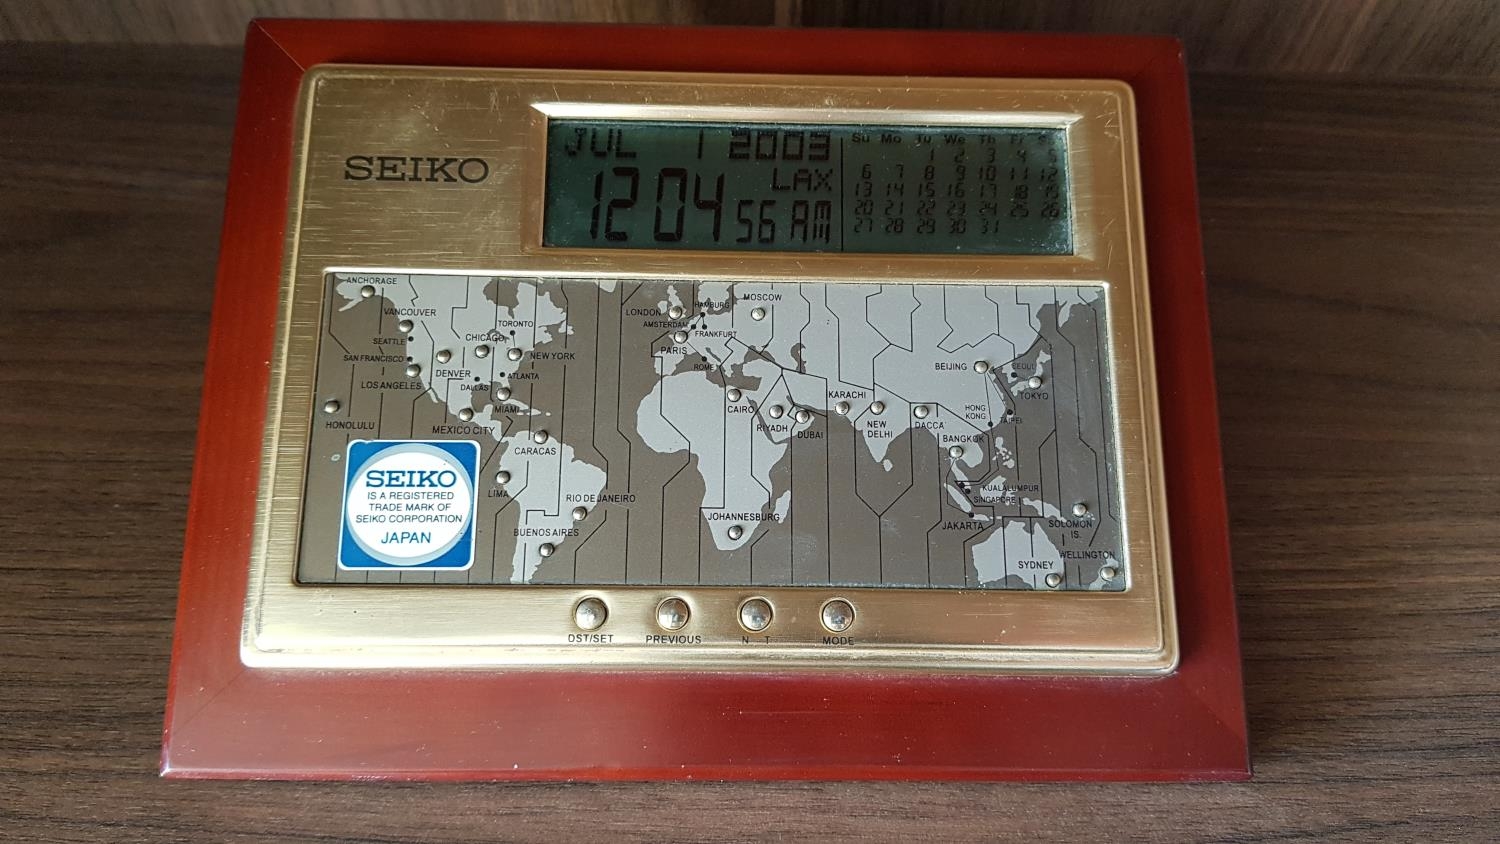 SEIKO
JUL 1 2003
LAX
12 04 56 AM
Su Mo Tu We Th Fr
1 2 3 4 5
6 7 8 9 10 11 12
13 14 15 16 17 18 19
20 21 22 23 24 25 26
27 28 29 30 31
ANCHORAGE
VANCOUVER
SEATTLE
SAN FRANCISCO
LOS ANGELES
HONOLULU
DENVER
CHICAGO
TORONTO
NEW YORK
ATLANTA
DALLAS
MIAMI
MEXICO CITY
CARACAS
LIMA
RIO DE JANEIRO
BUENOS AIRES
LONDON
HAMBURG
AMSTERDAM
FRANKFURT
PARIS
ROME
MOSCOW
CAIRO
RIYADH
DUBAI
KARACHI
NEW
DELHI
DACCA
BEIJING
SEOUL
TOKYO
HONG
KONG
TAIPEI
BANGKOK
KUALALUMPUR
SINGAPORE
JAKARTA
JOHANNESBURG
SOLOMON
IS.
SYDNEY
WELLINGTON
SEIKO
IS A REGISTERED
TRADE MARK OF
SEIKO CORPORATION
JAPAN
DST/SET PREVIOUS N T MODE